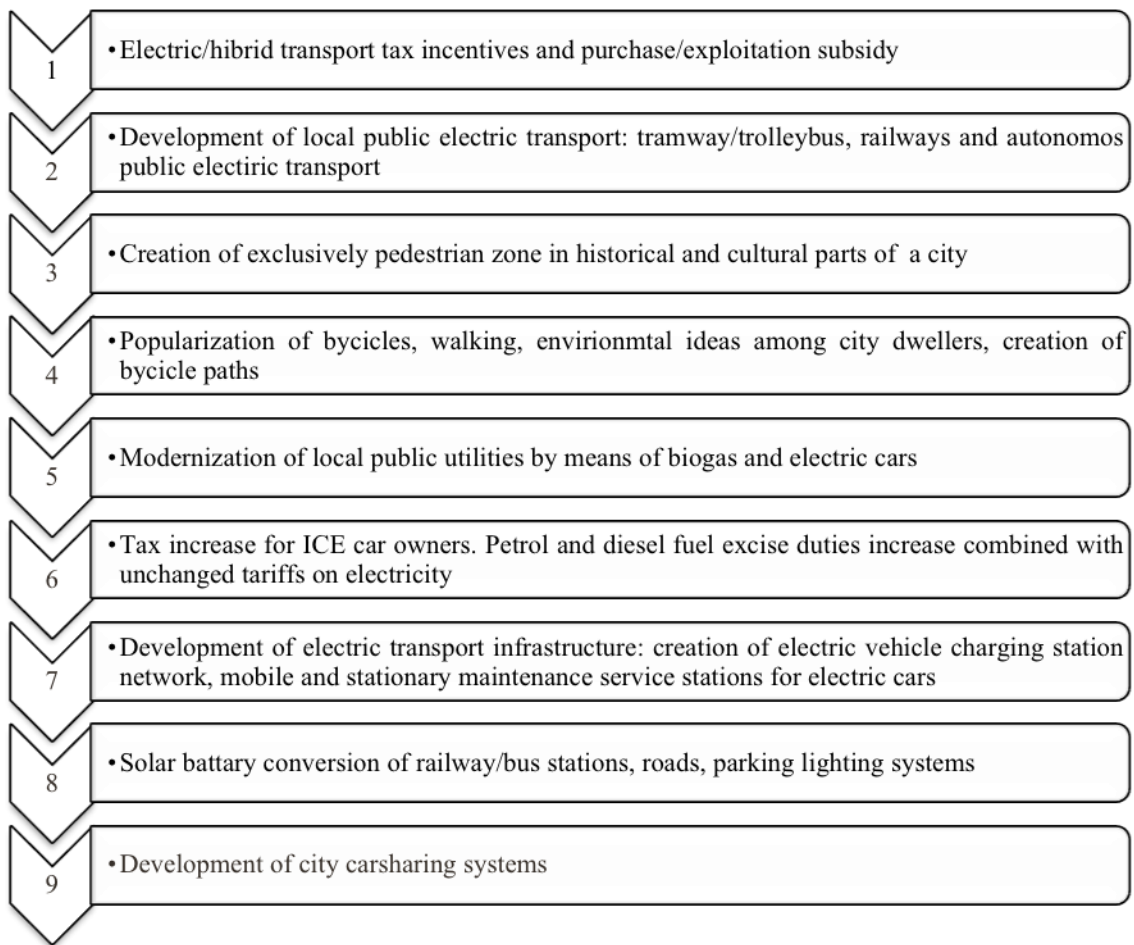 1
•Electric/hibrid transport tax incentives and purchase/exploitation subsidy
2
•Development of local public electric transport: tramway/trolleybus, railways and autonomos
public electiric transport
3
•Creation of exclusively pedestrian zone in historical and cultural parts of a city
4
•Popularization of bycicles, walking, envirionmtal ideas among city dwellers, creation of
bycicle paths
5
•Modernization of local public utilities by means of biogas and electric cars
6
•Tax increase for ICE car owners. Petrol and diesel fuel excise duties increase combined with
unchanged tariffs on electricity
7
•Development of electric transport infrastructure: creation of electric vehicle charging station
network, mobile and stationary maintenance service stations for electric cars
8
•Solar battary conversion of railway/bus stations, roads, parking lighting systems
9
•Development of city carsharing systems